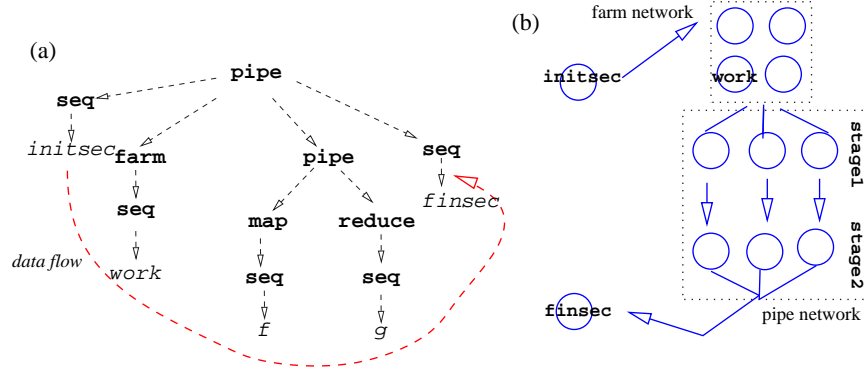 (a)
pipe
seq
initsec
farm
pipe
seq
finsec
seq
map
reduce
data flow
work
seq
seq
f
g
(b)
farm network
initsec
work
stage1
stage2
finsec
pipe network